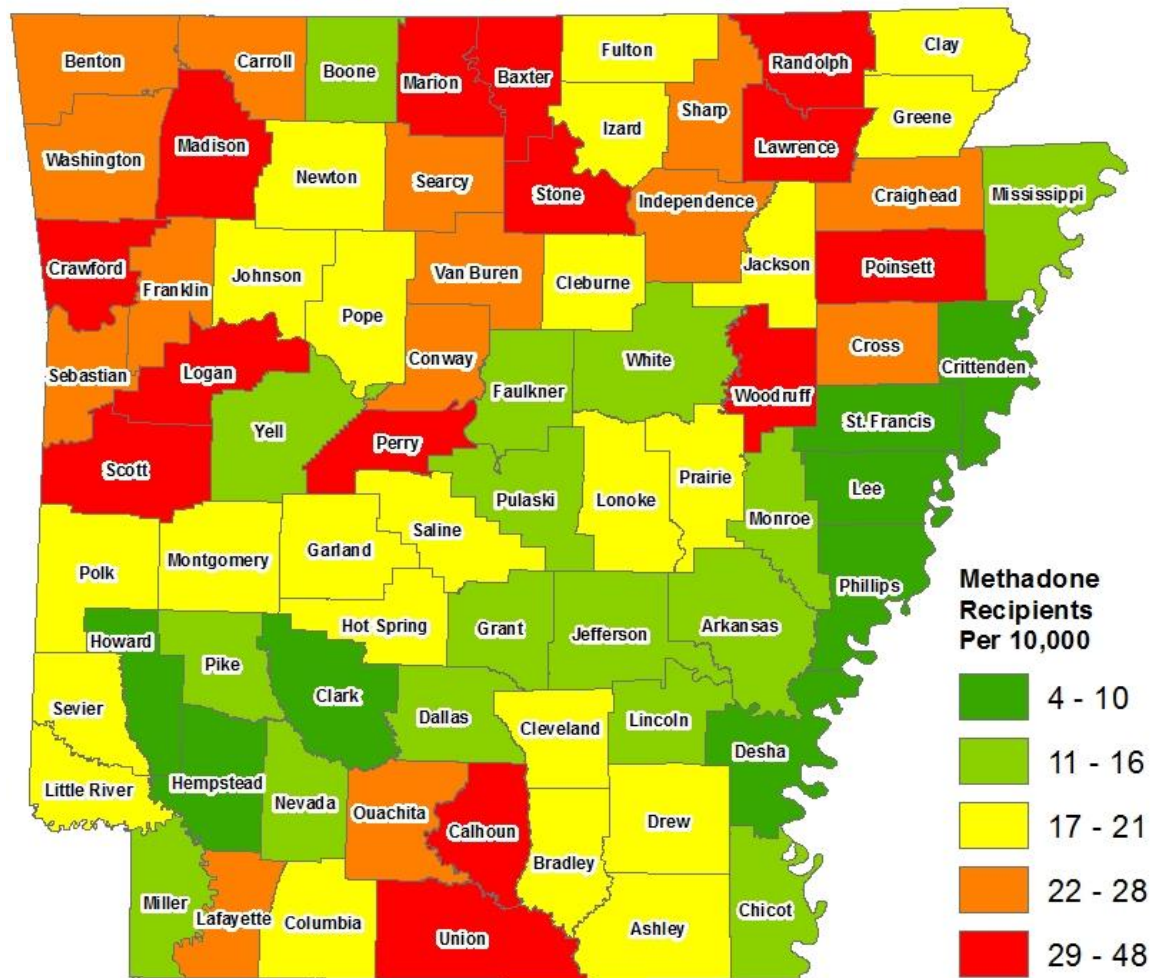 Benton
Carroll
Boone
Marion
Baxter
Fulton
Randolph
Clay
Sharp
Izard
Greene
Washington
Madison
Newton
Searcy
Stone
Lawrence
Independence
Craighead
Mississippi
Crawford
Franklin
Johnson
Pope
Van Buren
Cleburne
Jackson
Poinsett
Sebastian
Logan
Conway
Faulkner
White
Woodruff
Cross
Crittenden
Yell
Scott
Perry
Pulaski
Lonoke
Prairie
St. Francis
Lee
Monroe
Polk
Montgomery
Garland
Saline
Phillips
Howard
Pike
Hot Spring
Grant
Jefferson
Arkansas
Sevier
Clark
Dallas
Cleveland
Lincoln
Desha
Little River
Hempstead
Nevada
Ouachita
Calhoun
Bradley
Drew
Miller
Lafayette
Columbia
Union
Ashley
Chicot
Methadone
Recipients
Per 10,000
4 - 10
11 - 16
17 - 21
22 - 28
29 - 48